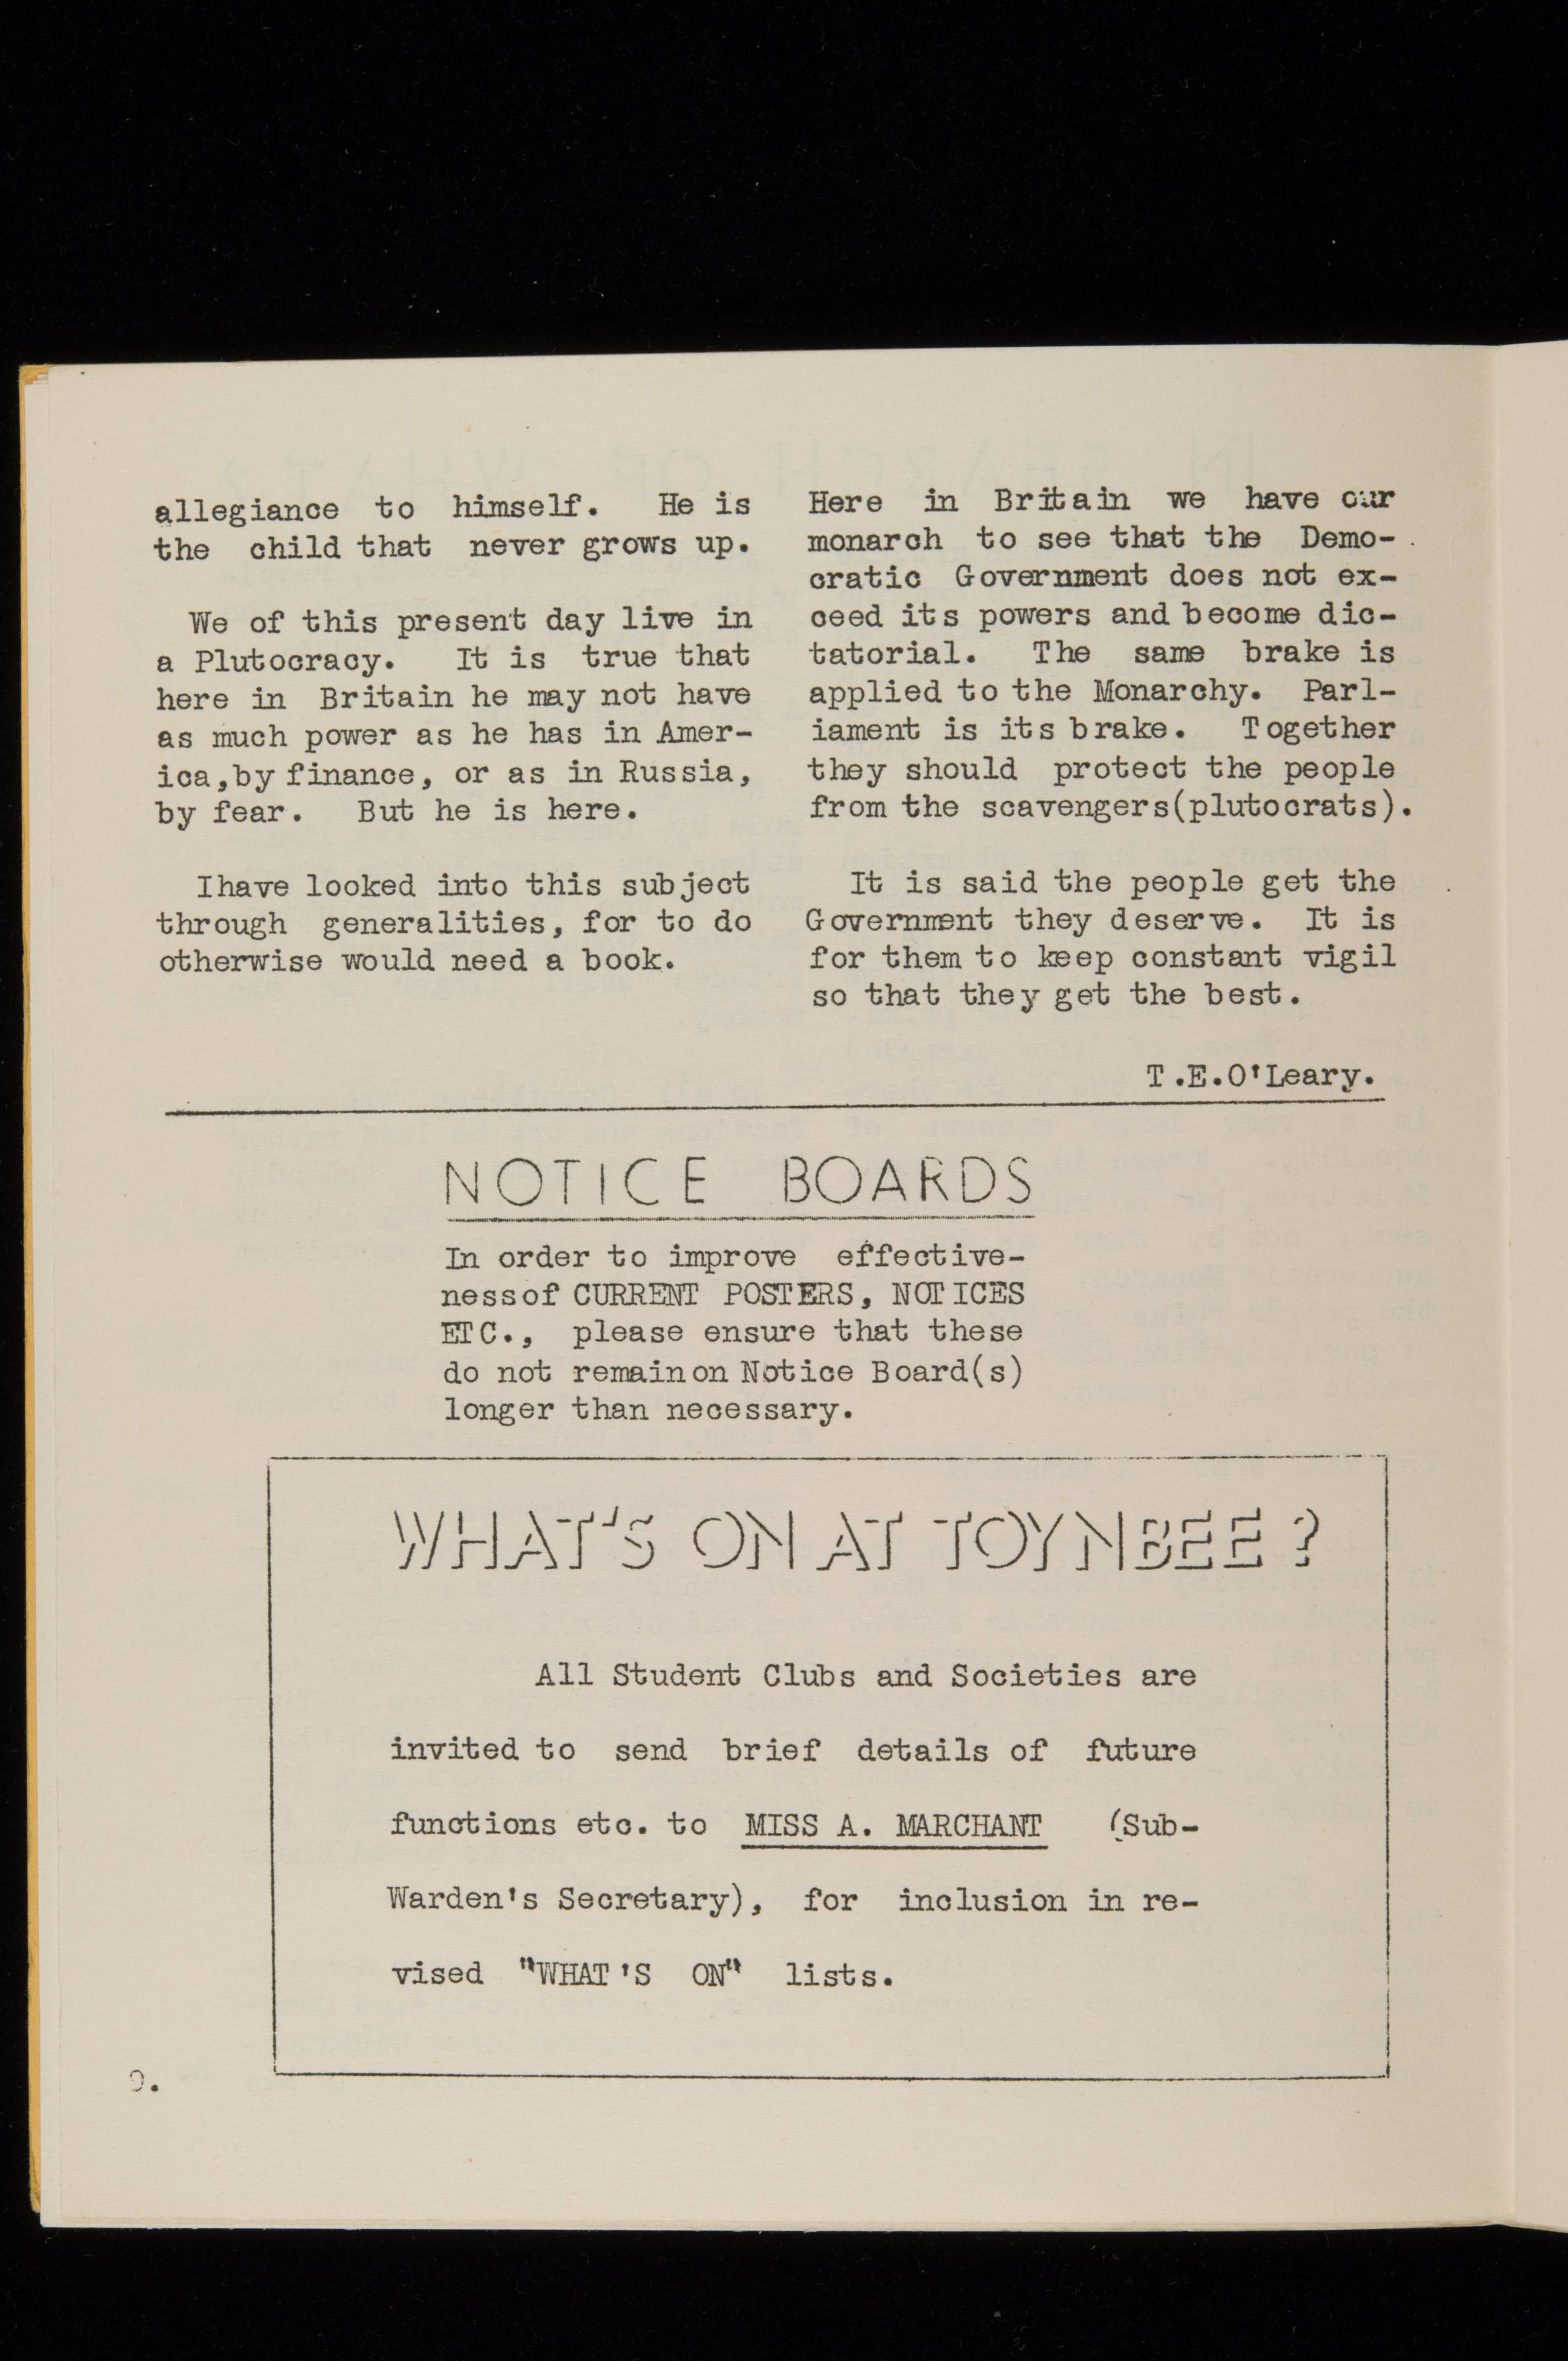 allegiance to himself. He is
the child that never grows up.
We of this present day live in
a Plutocracy. It is true that
here in Britain he may not have
as much power as he has in Amer-
ica,by finance, or as in Russia,
by fear. But he is here.
I have looked into this subject
through generalities, for to do
otherwise would need a book.
Here in Britain we have our
monarch to see that the Demo-
cratic Government does not ex-
ceed its powers and become dic-
tatorial. The same brake is
applied to the Monarchy. Parl-
iament is its brake. Together
they should protect the people
from the scavengers(plutocrats).
It is said the people get the
Government they deserve. It is
for them to keep constant vigil
so that they get the best.
T.E.O'Leary.
NOTICE BOARDS
In order to improve effective-
ness of CURRENT POSTERS, NOTICES
ETC., please ensure that these
do not remain on Notice Board(s)
longer than necessary.
WHAT'S ON AT TOYNBEE?
All Student Clubs and Societies are
invited to send brief details of future
functions etc. to MISS A. MARCHANT (Sub-
Warden's Secretary), for inclusion in re-
vised "WHAT'S ON" lists.
9.